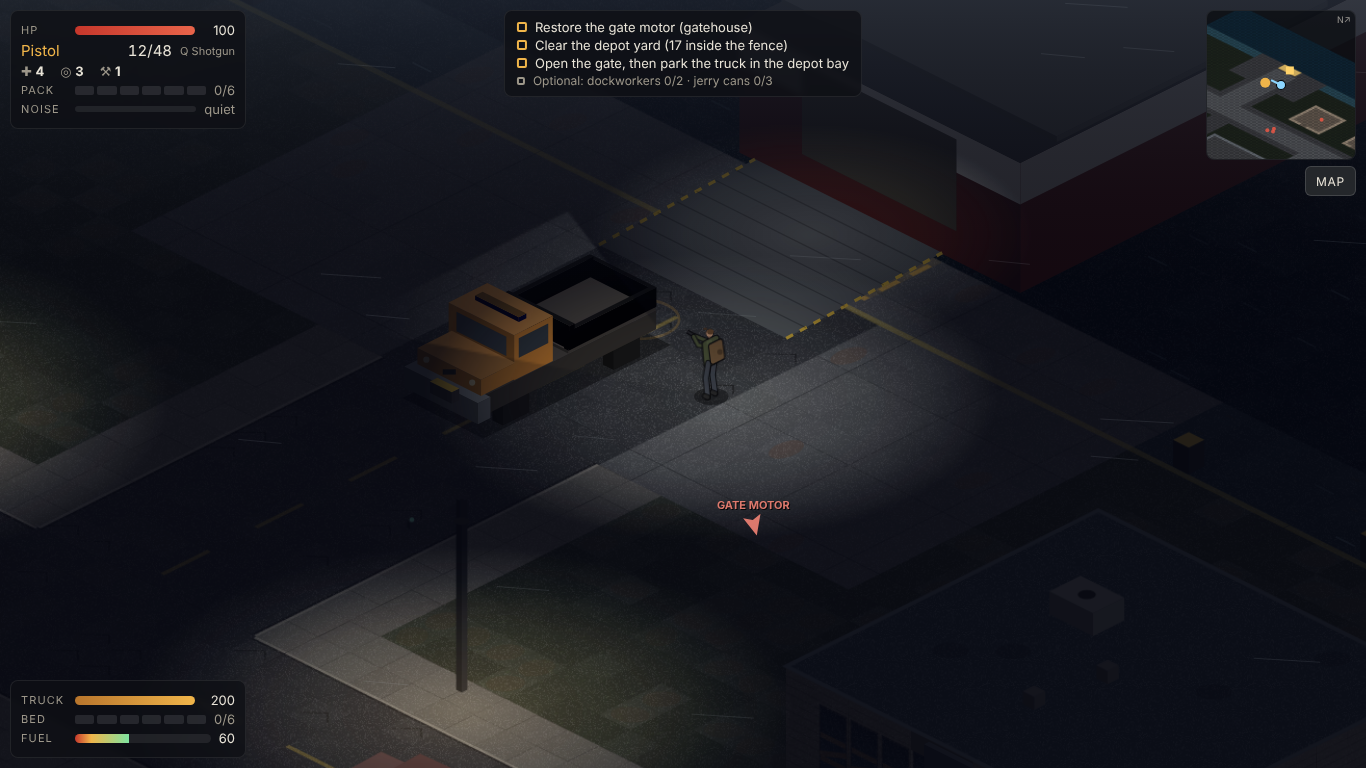 HP 100
Pistol 12/48 Q Shotgun
4 3 1
PACK 0/6
NOISE quiet
Restore the gate motor (gatehouse)
Clear the depot yard (17 inside the fence)
Open the gate, then park the truck in the depot bay
Optional: dockworkers 0/2 · jerry cans 0/3
N↗
MAP
GATE MOTOR
TRUCK 200
BED 0/6
FUEL 60